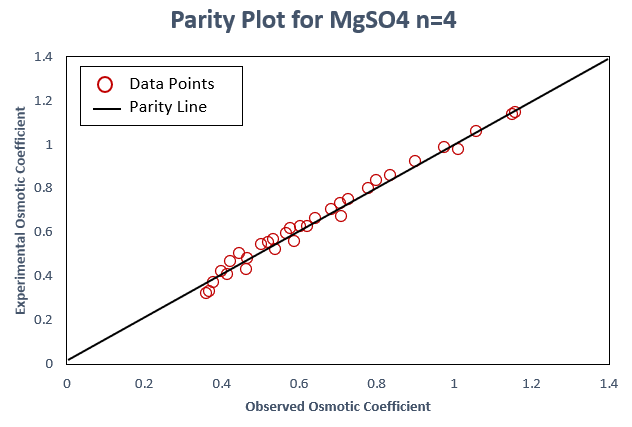 Parity Plot for MgSO4 n=4
1.4
1.2
1
0.8
0.6
0.4
0.2
0
Experimental Osmotic Coefficient
Data Points
Parity Line
0 0.2 0.4 0.6 0.8 1 1.2 1.4
Observed Osmotic Coefficient